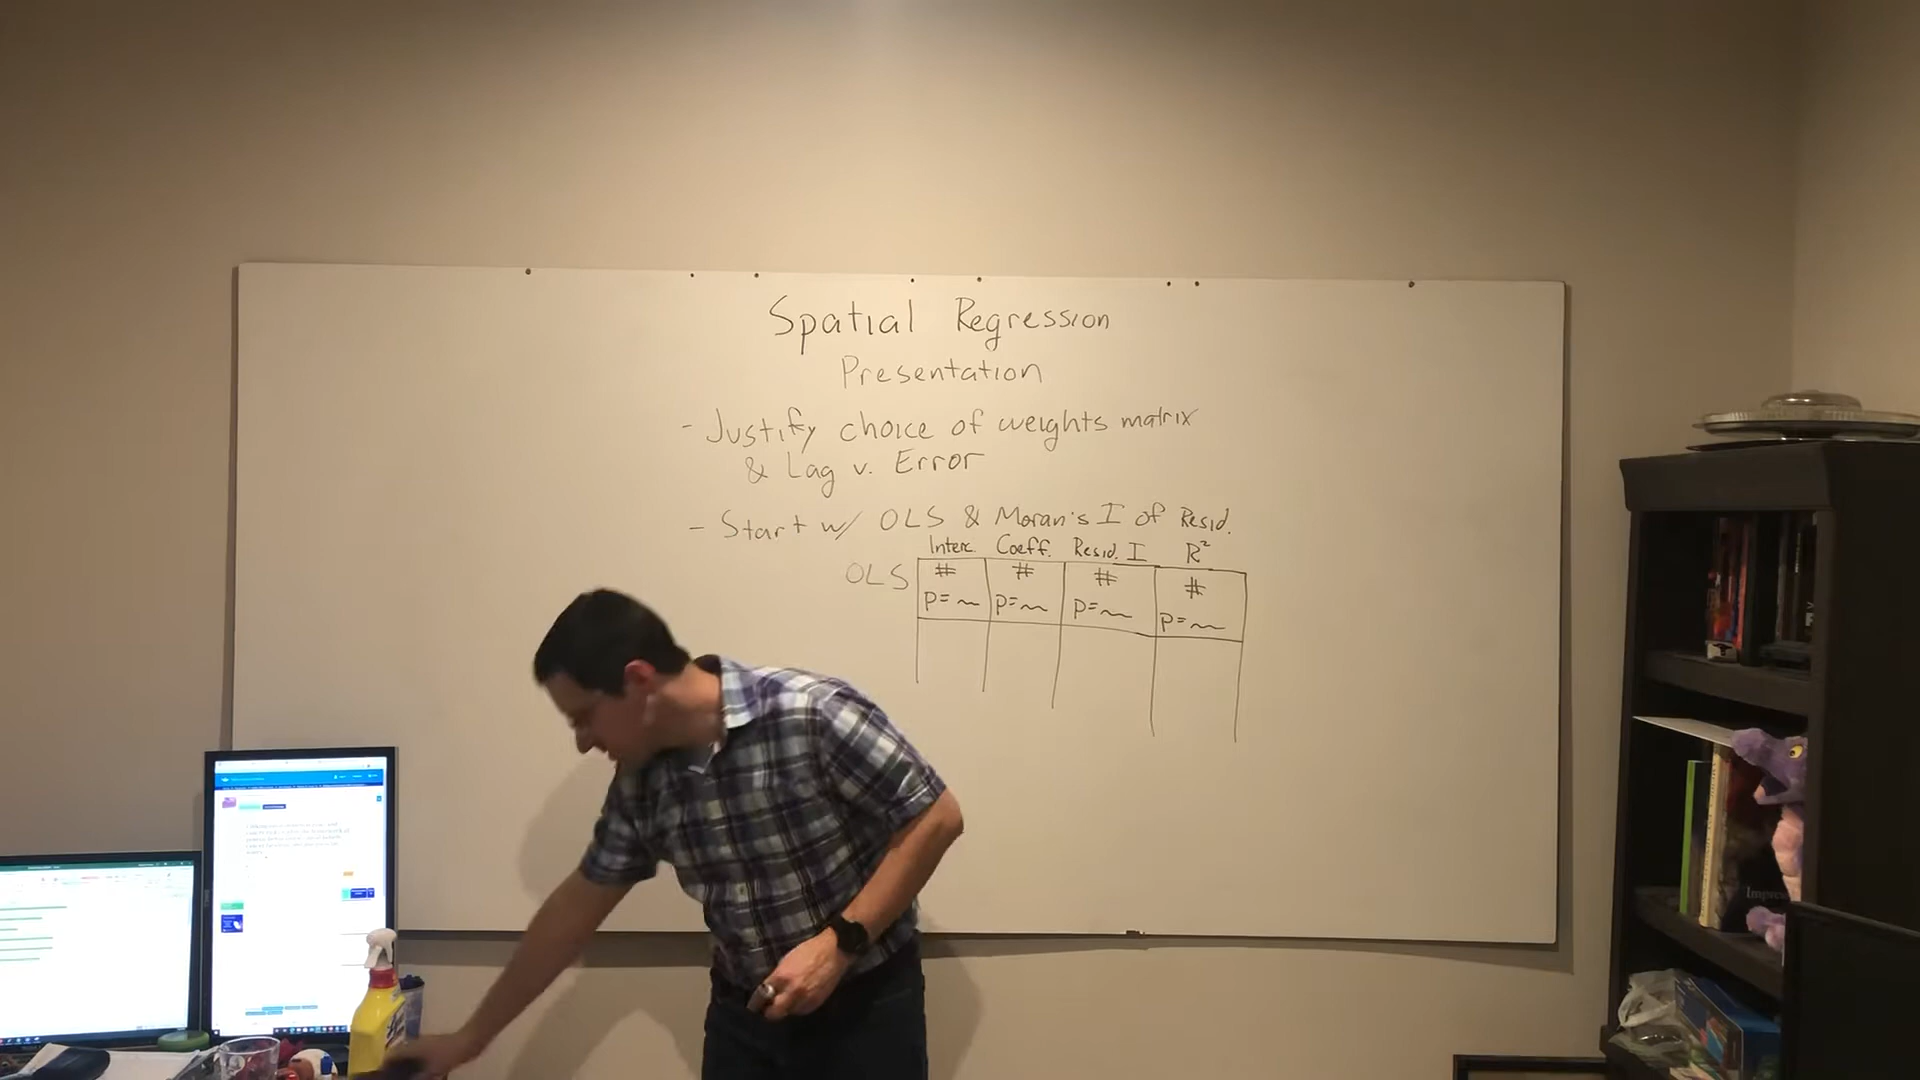 Spatial Regression
Presentation
- Justify choice of weights matrix
& Lag v. Error
- Start w/ OLS & Moran's I of Resid.
Interc. Coeff. Resid. I R²
OLS # # # #
p=~ p=~ p=~ p=~
Impres